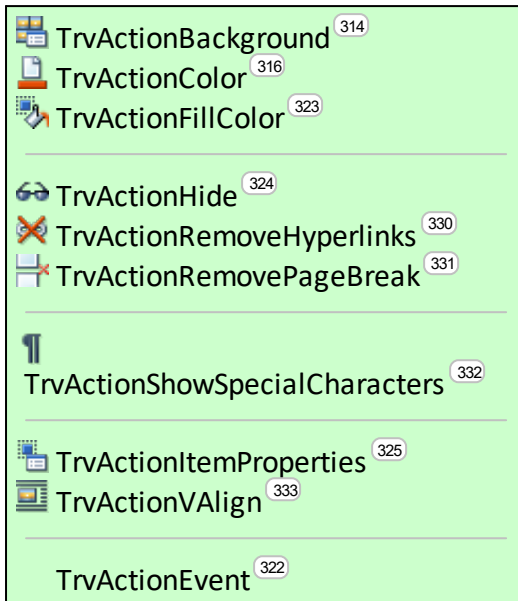 TrvActionBackground 314
TrvActionColor 316
TrvActionFillColor 323
TrvActionHide 324
TrvActionRemoveHyperlinks 330
TrvActionRemovePageBreak 331
¶
TrvActionShowSpecialCharacters 332
TrvActionItemProperties 325
TrvActionVAlign 333
TrvActionEvent 322